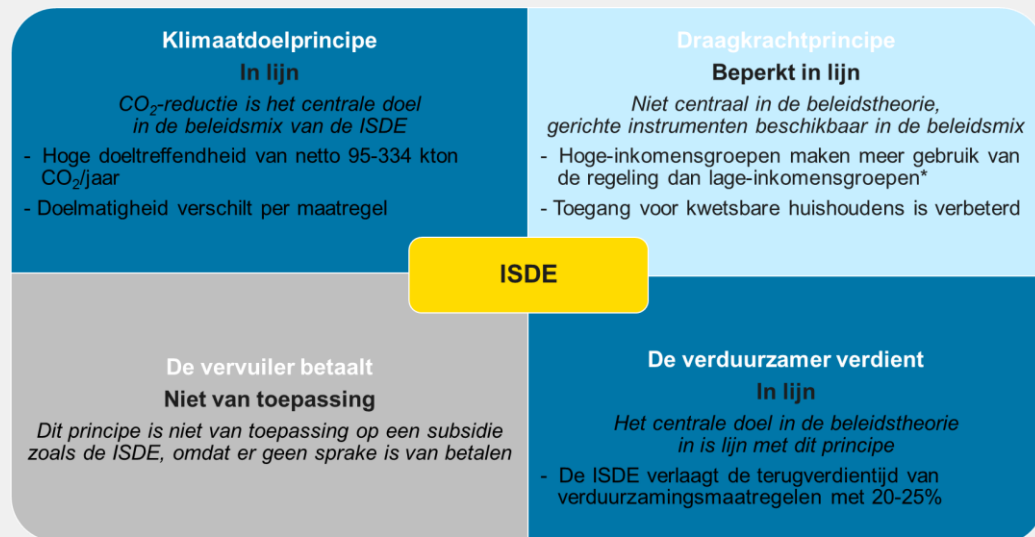 Klimaatdoelprincipe
In lijn
CO₂-reductie is het centrale doel
in de beleidsmix van de ISDE
- Hoge doeltreffendheid van netto 95-334 kton
CO₂/jaar
- Doelmatigheid verschilt per maatregel
Draagkrachtprincipe
Beperkt in lijn
Niet centraal in de beleidstheorie,
gerichte instrumenten beschikbaar in de beleidsmix
- Hoge-inkomensgroepen maken meer gebruik van
de regeling dan lage-inkomensgroepen*
- Toegang voor kwetsbare huishoudens is verbeterd
ISDE
De vervuiler betaalt
Niet van toepassing
Dit principe is niet van toepassing op een subsidie
zoals de ISDE, omdat er geen sprake is van betalen
De verduurzamer verdient
In lijn
Het centrale doel in de beleidstheorie
in is lijn met dit principe
- De ISDE verlaagt de terugverdientijd van
verduurzamingsmaatregelen met 20-25%